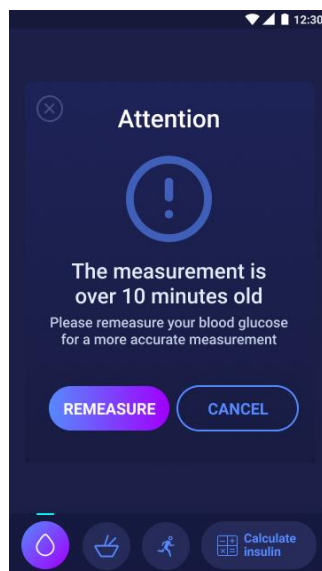 12:30
Attention
The measurement is
over 10 minutes old
Please remeasure your blood glucose
for a more accurate measurement
REMEASURE
CANCEL
Calculate
insulin